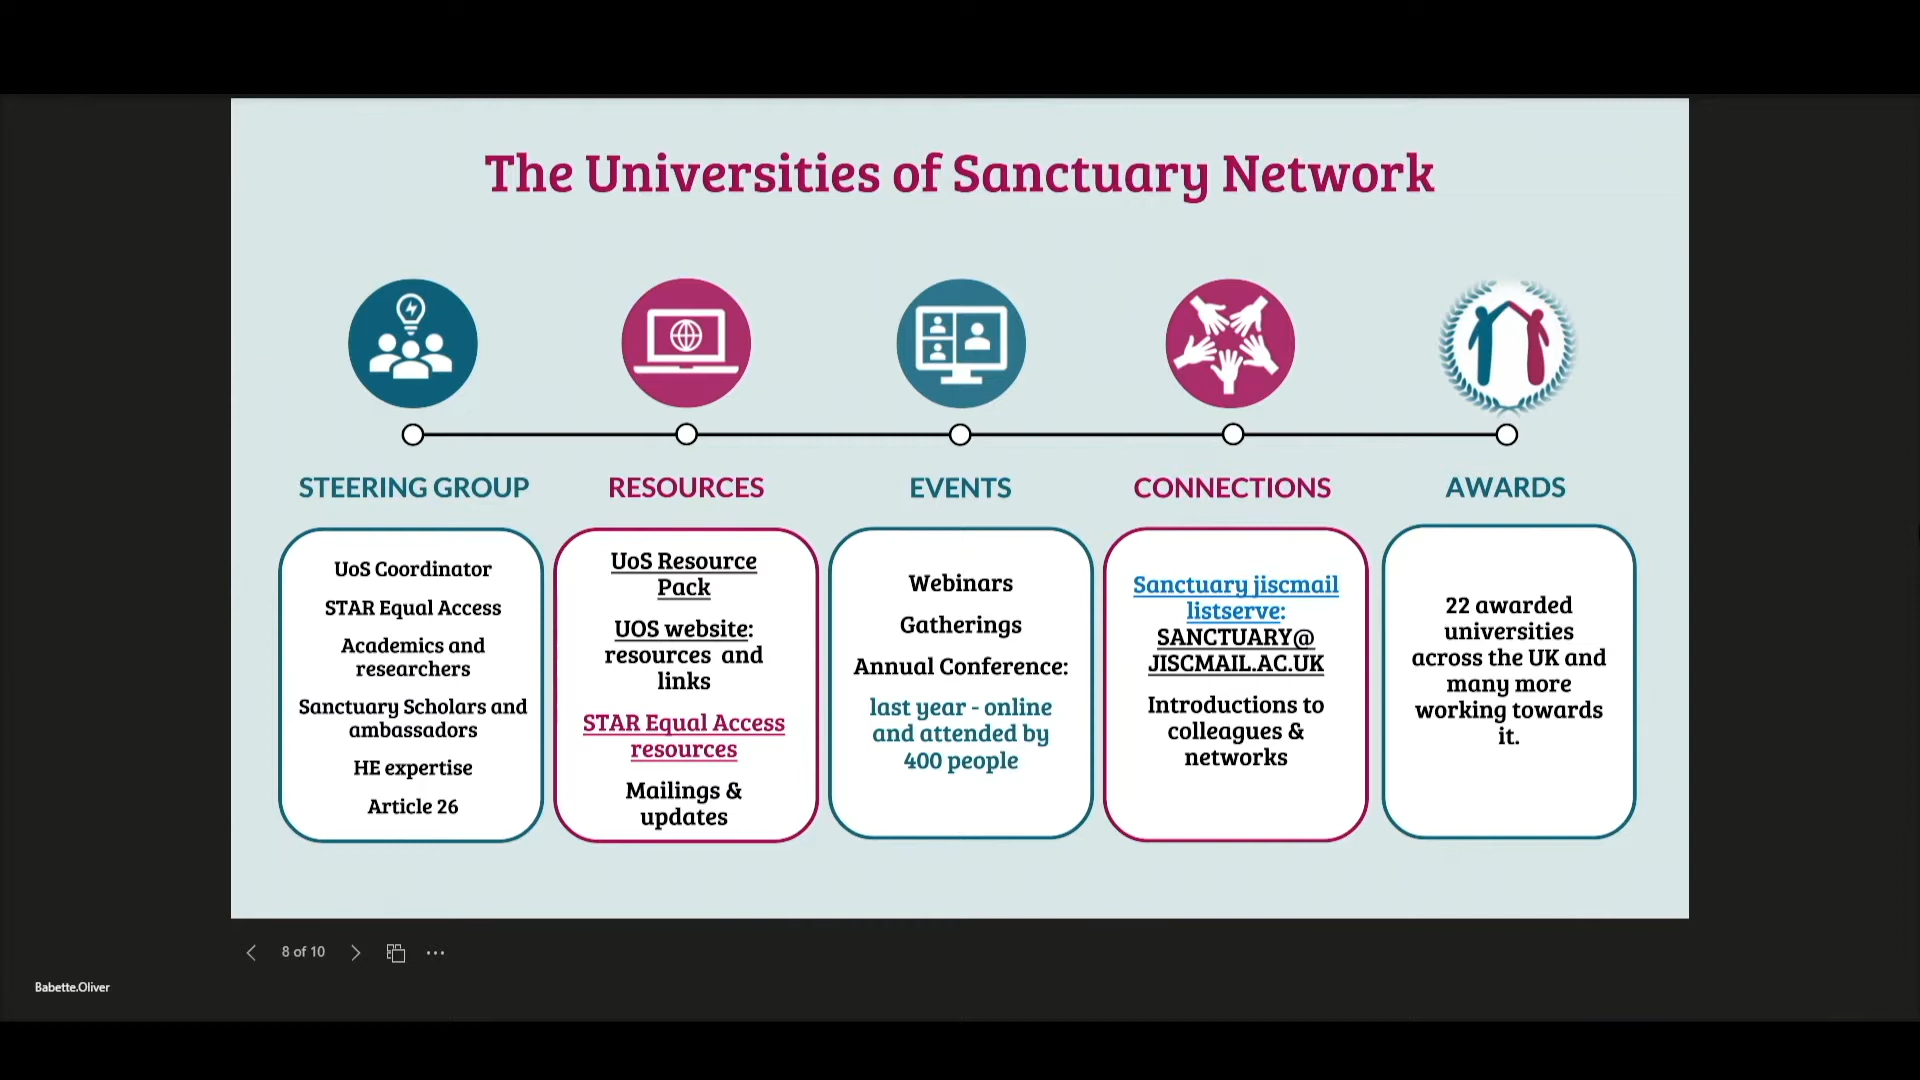 The Universities of Sanctuary Network
STEERING GROUP
UoS Coordinator
STAR Equal Access
Academics and
researchers
Sanctuary Scholars and
ambassadors
HE expertise
Article 26
RESOURCES
UoS Resource
Pack
UOS website:
resources and
links
STAR Equal Access
resources
Mailings &
updates
EVENTS
Webinars
Gatherings
Annual Conference:
last year - online
and attended by
400 people
CONNECTIONS
Sanctuary jiscmail
listserve:
SANCTUARY@
JISCMAIL.AC.UK
Introductions to
colleagues &
networks
AWARDS
22 awarded
universities
across the UK and
many more
working towards
it.
8 of 10
Babette.Oliver